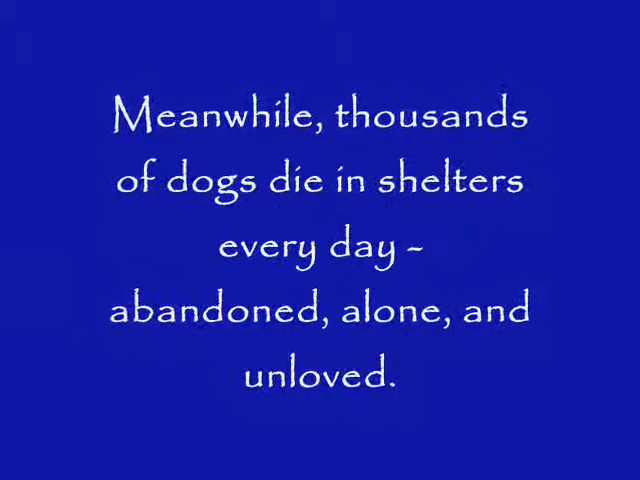 Meanwhile, thousands
of dogs die in shelters
every day -
abandoned, alone, and
unloved.